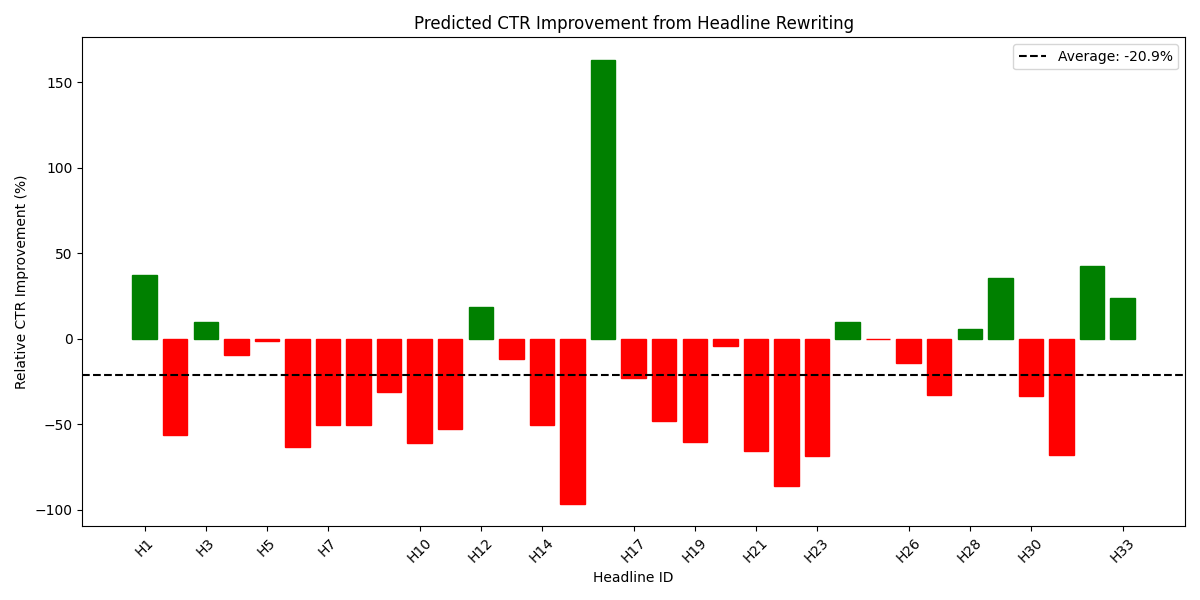 Predicted CTR Improvement from Headline Rewriting
Average: -20.9%
Relative CTR Improvement (%)
150
100
50
0
−50
−100
H1 H3 H5 H7 H10 H12 H14 H17 H19 H21 H23 H26 H28 H30 H33
Headline ID